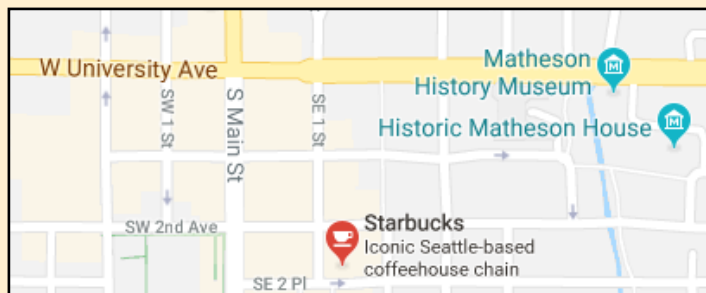 Matheson
History Museum
W University Ave
SW 1 St
S Main St
SE 1 St
Historic Matheson House
Starbucks
Iconic Seattle-based
coffeehouse chain
SW 2nd Ave
SE 2 Pl